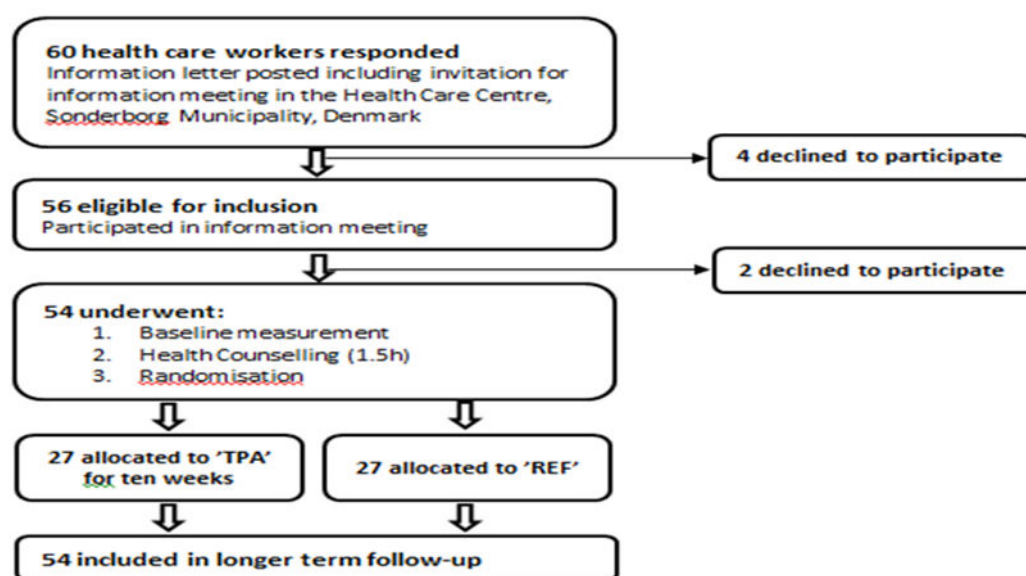 60 health care workers responded
Information letter posted including invitation for
information meeting in the Health Care Centre,
Sonderborg Municipality, Denmark
4 declined to participate
56 eligible for inclusion
Participated in information meeting
2 declined to participate
54 underwent:
1. Baseline measurement
2. Health Counselling (1.5h)
3. Randomisation
27 allocated to ‘TPA’
for ten weeks
27 allocated to ‘REF’
54 included in longer term follow-up